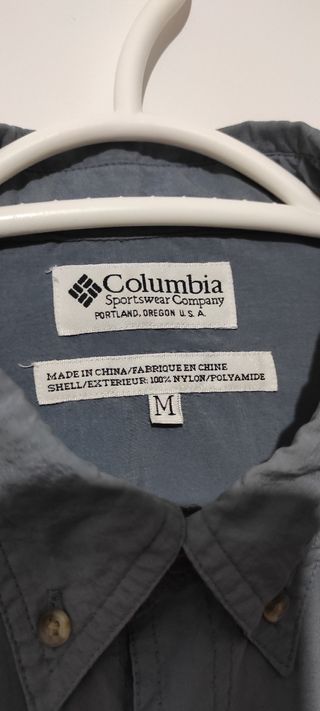 Columbia
Sportswear Company
PORTLAND, OREGON U.S.A.
MADE IN CHINA/FABRIQUE EN CHINE
SHELL/EXTERIEUR: 100% NYLON/POLYAMIDE
M